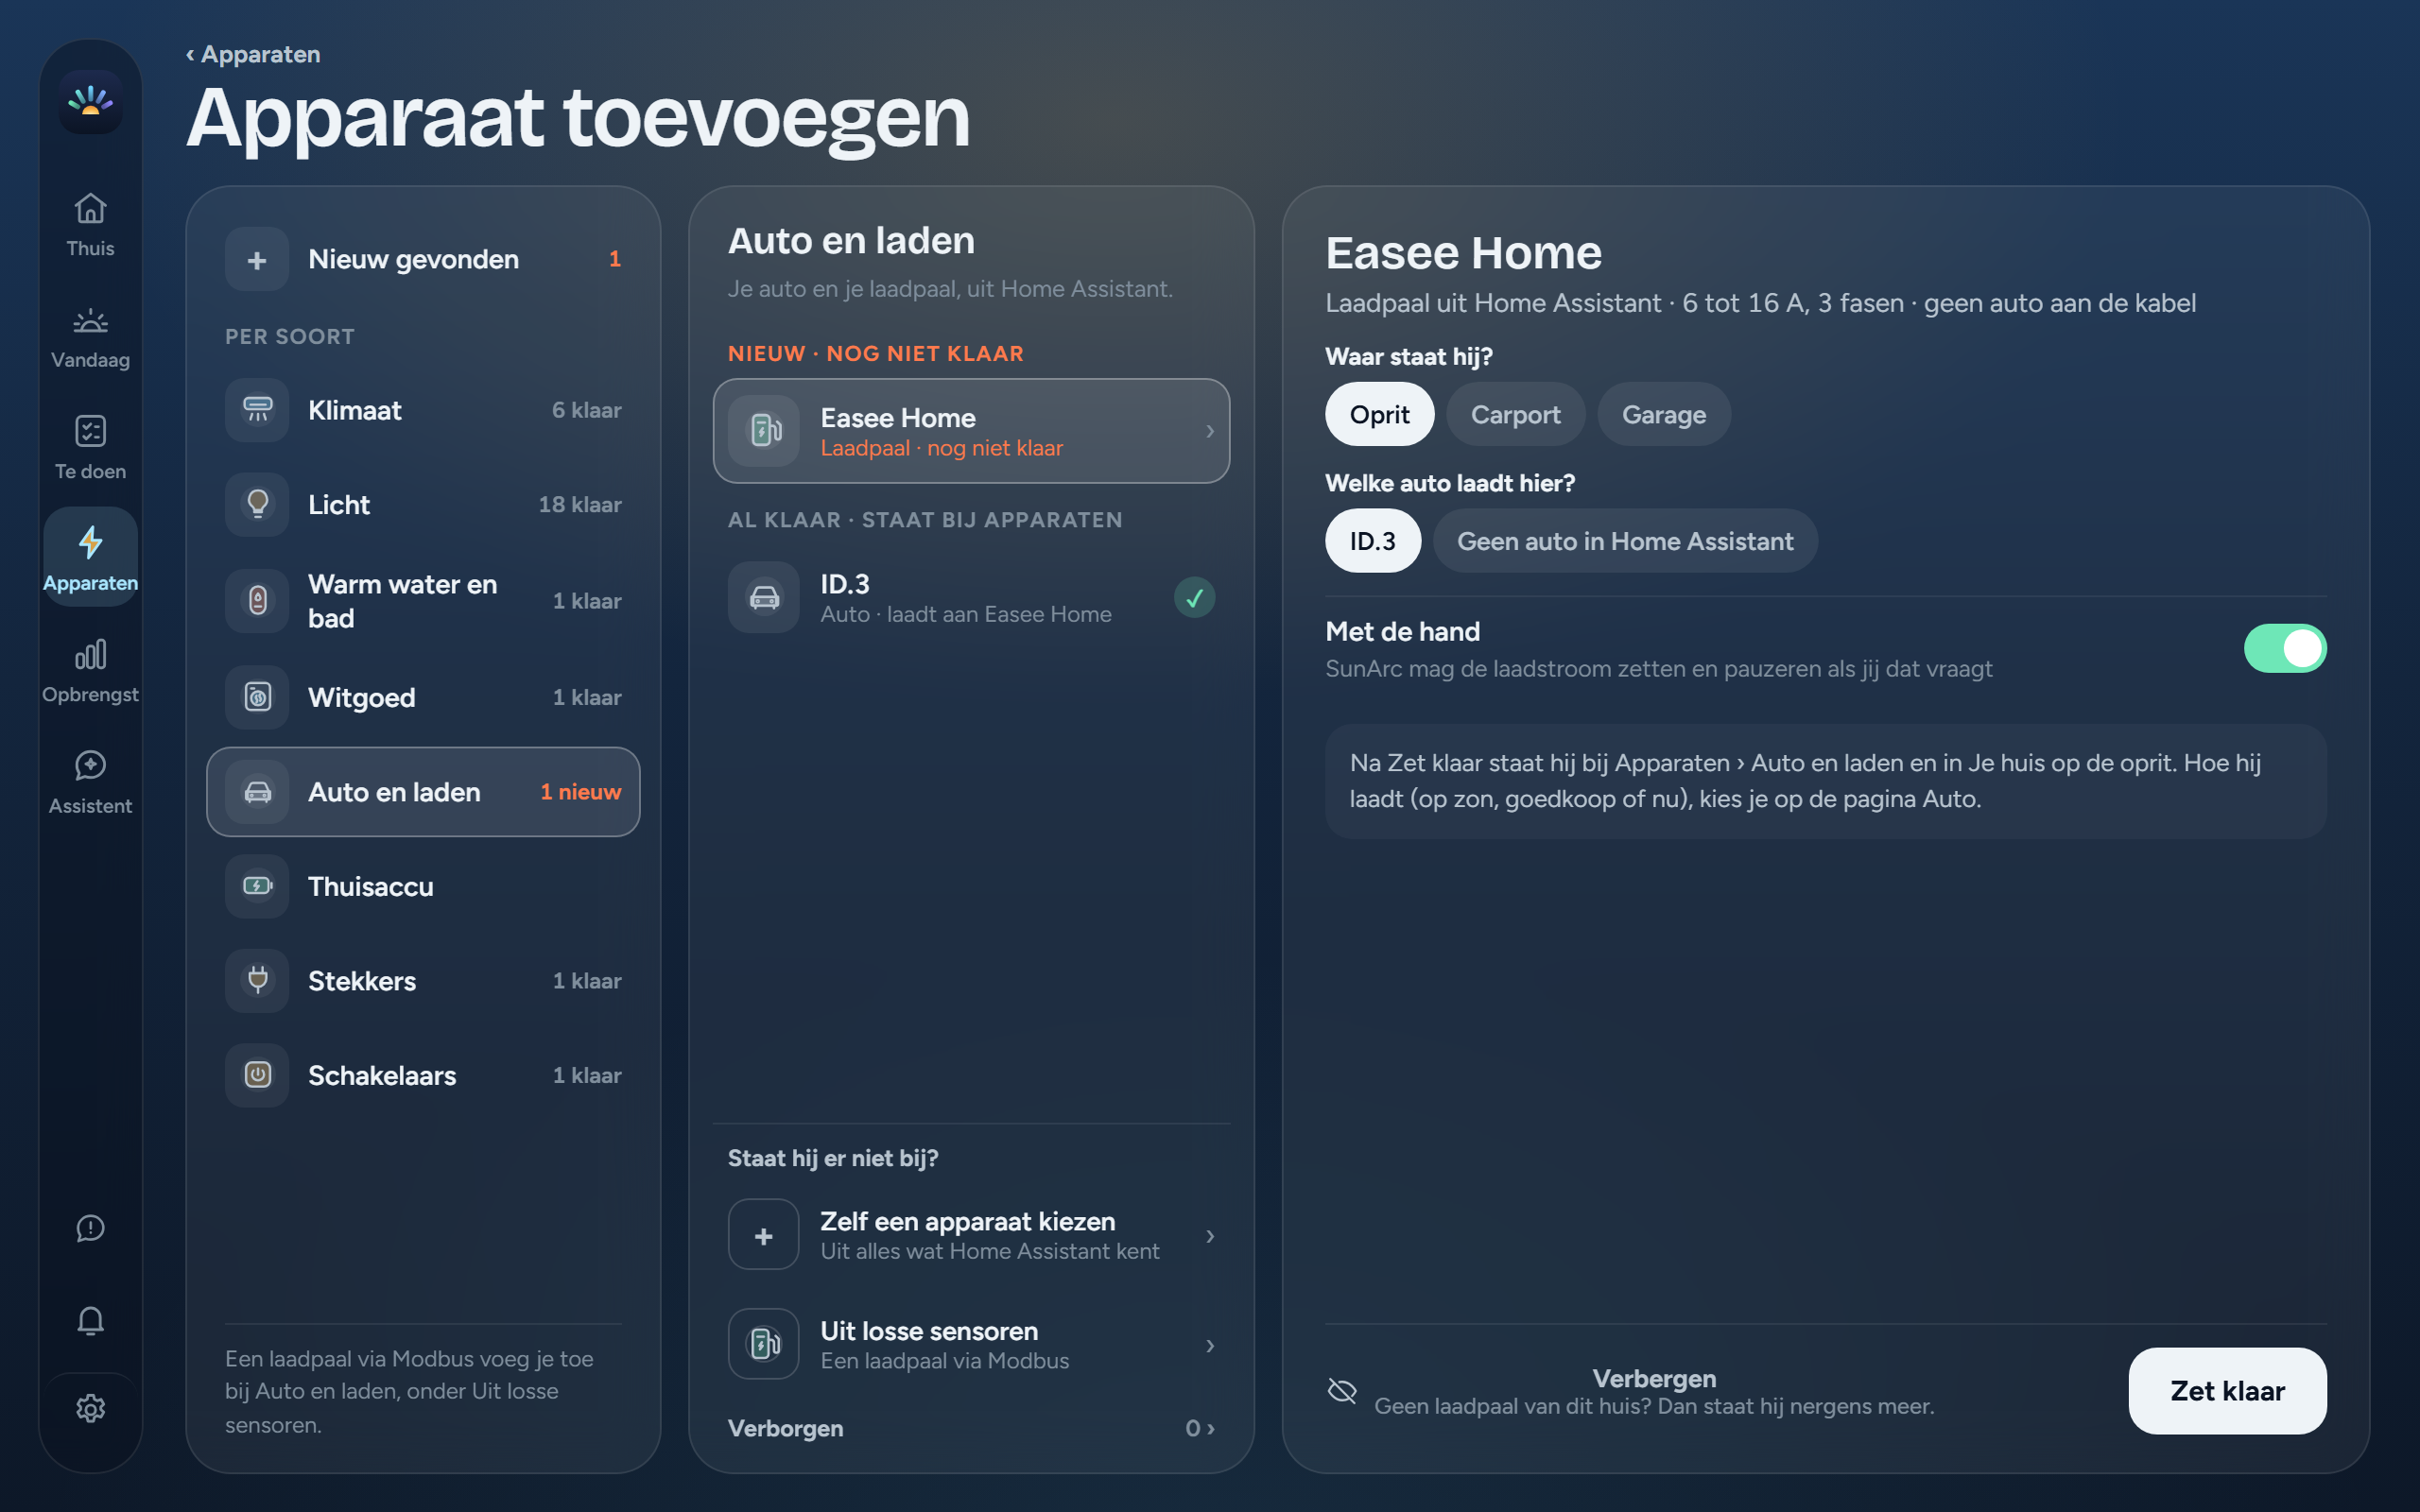 ‹ Apparaten
Apparaat toevoegen
Thuis
Vandaag
Te doen
Apparaten
Opbrengst
Assistent
+ Nieuw gevonden 1
PER SOORT
Klimaat 6 klaar
Licht 18 klaar
Warm water en
bad 1 klaar
Witgoed 1 klaar
Auto en laden 1 nieuw
Thuisaccu
Stekkers 1 klaar
Schakelaars 1 klaar
Een laadpaal via Modbus voeg je toe
bij Auto en laden, onder Uit losse
sensoren.
Auto en laden
Je auto en je laadpaal, uit Home Assistant.
NIEUW · NOG NIET KLAAR
Easee Home
Laadpaal · nog niet klaar ›
AL KLAAR · STAAT BIJ APPARATEN
ID.3
Auto · laadt aan Easee Home ✓
Staat hij er niet bij?
+ Zelf een apparaat kiezen
Uit alles wat Home Assistant kent ›
Uit losse sensoren
Een laadpaal via Modbus ›
Verborgen 0 ›
Easee Home
Laadpaal uit Home Assistant · 6 tot 16 A, 3 fasen · geen auto aan de kabel
Waar staat hij?
Oprit Carport Garage
Welke auto laadt hier?
ID.3 Geen auto in Home Assistant
Met de hand
SunArc mag de laadstroom zetten en pauzeren als jij dat vraagt
Na Zet klaar staat hij bij Apparaten › Auto en laden en in Je huis op de oprit. Hoe hij
laadt (op zon, goedkoop of nu), kies je op de pagina Auto.
Verbergen
Geen laadpaal van dit huis? Dan staat hij nergens meer.
Zet klaar